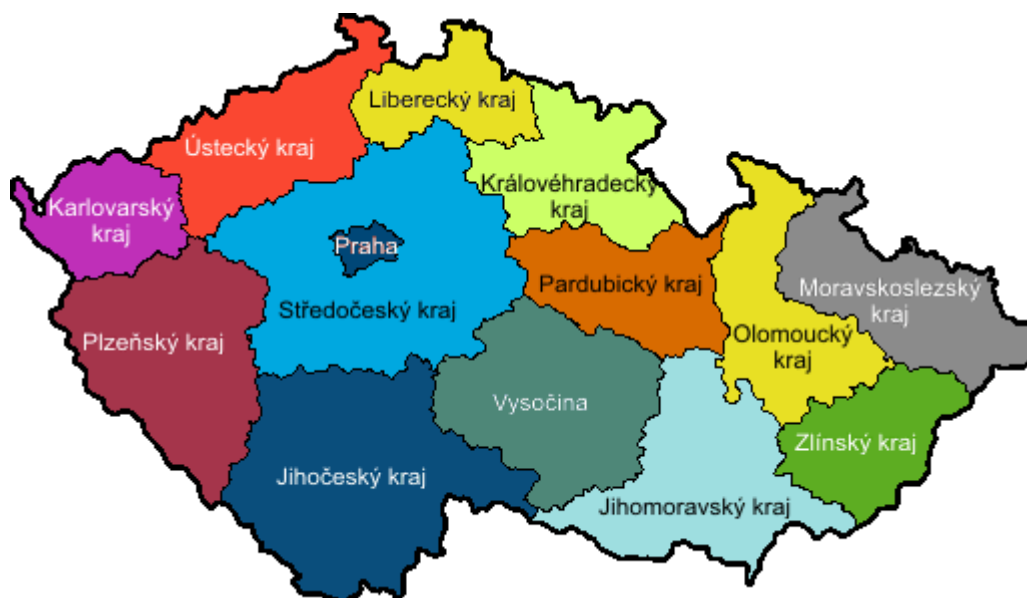 Liberecký kraj
Ústecký kraj
Královéhradecký
kraj
Karlovarský
kraj
Praha
Pardubický kraj
Moravskoslezský
kraj
Středočeský kraj
Plzeňský kraj
Olomoucký
kraj
Vysočina
Zlínský kraj
Jihočeský kraj
Jihomoravský kraj